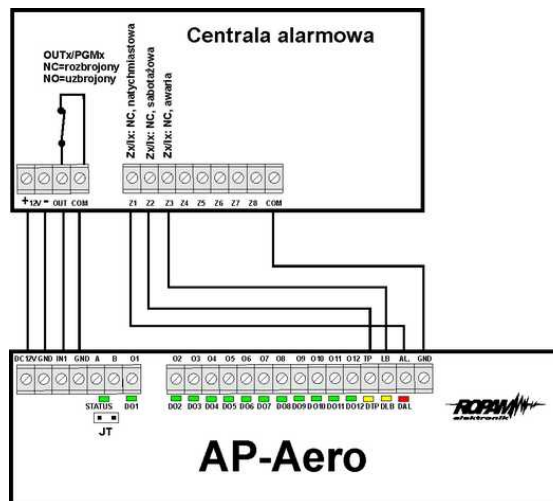 Centrala alarmowa
OUTx/PGMx
NC=rozbrojony
NO=uzbrojony
Zx/Ix: NC, natychmiastowa
Zx/Ix: NC, sabotażowa
Zx/Ix: NC, awaria
+ 12V - OUT COM
Z1 Z2 Z3 Z4 Z5 Z6 Z7 Z8 COM
DC12V GND IN1 GND A B O1
O2 O3 O4 O5 O6 O7 O8 O9 O10 O11 O12 TP LB AL. GND
STATUS DO1
DO2 DO3 DO4 DO5 DO6 DO7 DO8 DO9 DO10 DO11 DO12 DTP DLB DAL
JT
ROPAM
elektronik
AP-Aero